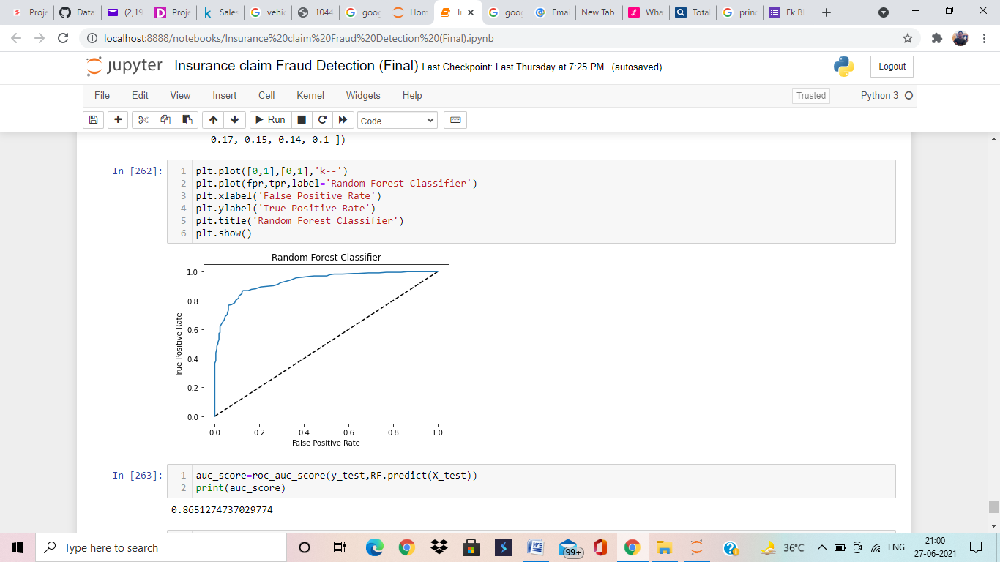 Proje
Data
(2,19
Proje
Sales
vehic
1044
goog
Hom
I
goog
Emai
New Tab
Wha
Total
princ
Ek Bh
localhost:8888/notebooks/Insurance%20claim%20Fraud%20Detection%20(Final).ipynb
jupyter Insurance claim Fraud Detection (Final) Last Checkpoint: Last Thursday at 7:25 PM (autosaved)
Logout
File Edit View Insert Cell Kernel Widgets Help
Trusted
Python 3
Run
Code
0.17, 0.15, 0.14, 0.1 ])
In [262]:
1 plt.plot([0,1],[0,1],'k--')
2 plt.plot(fpr,tpr,label='Random Forest Classifier')
3 plt.xlabel('False Positive Rate')
4 plt.ylabel('True Positive Rate')
5 plt.title('Random Forest Classifier')
6 plt.show()
Random Forest Classifier
1.0
0.8
0.6
0.4
0.2
0.0
True Positive Rate
0.0 0.2 0.4 0.6 0.8 1.0
False Positive Rate
In [263]:
1 auc_score=roc_auc_score(y_test,RF.predict(X_test))
2 print(auc_score)
0.8651274737029774
Type here to search
99+
36°C
ENG
21:00
27-06-2021